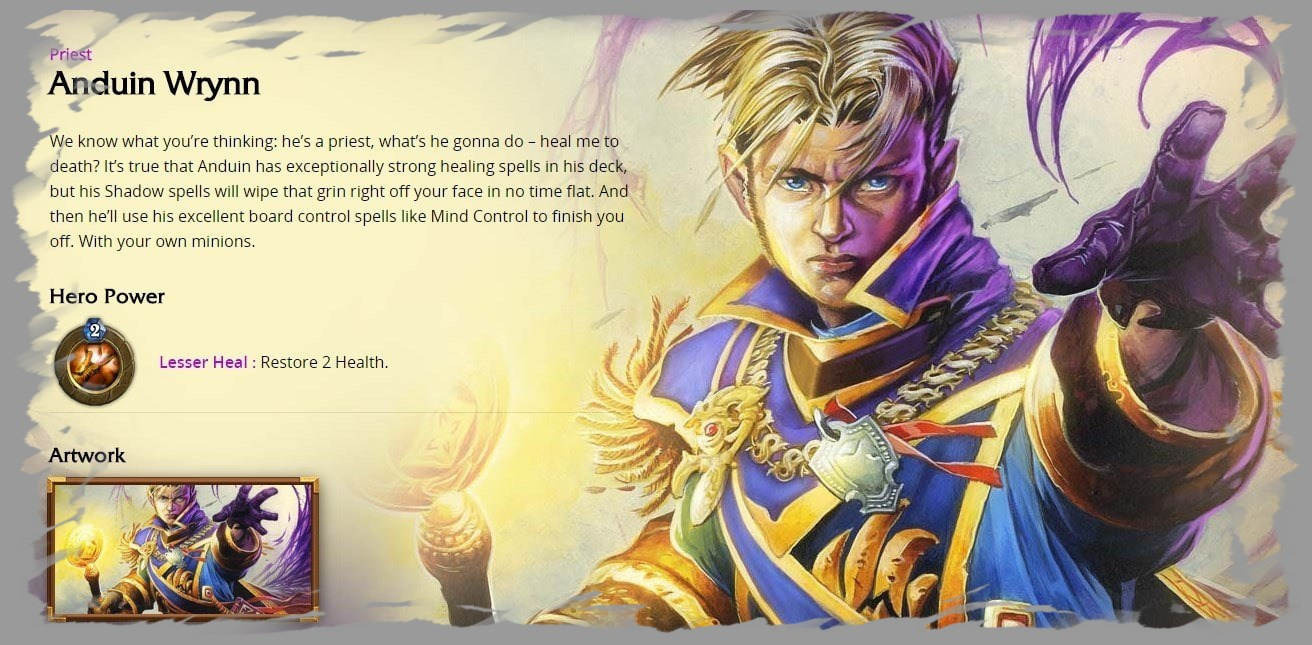 Priest
Anduin Wrynn
We know what you’re thinking: he’s a priest, what’s he gonna do – heal me to
death? It’s true that Anduin has exceptionally strong healing spells in his deck,
but his Shadow spells will wipe that grin right off your face in no time flat. And
then he’ll use his excellent board control spells like Mind Control to finish you
off. With your own minions.
Hero Power
2
Lesser Heal : Restore 2 Health.
Artwork